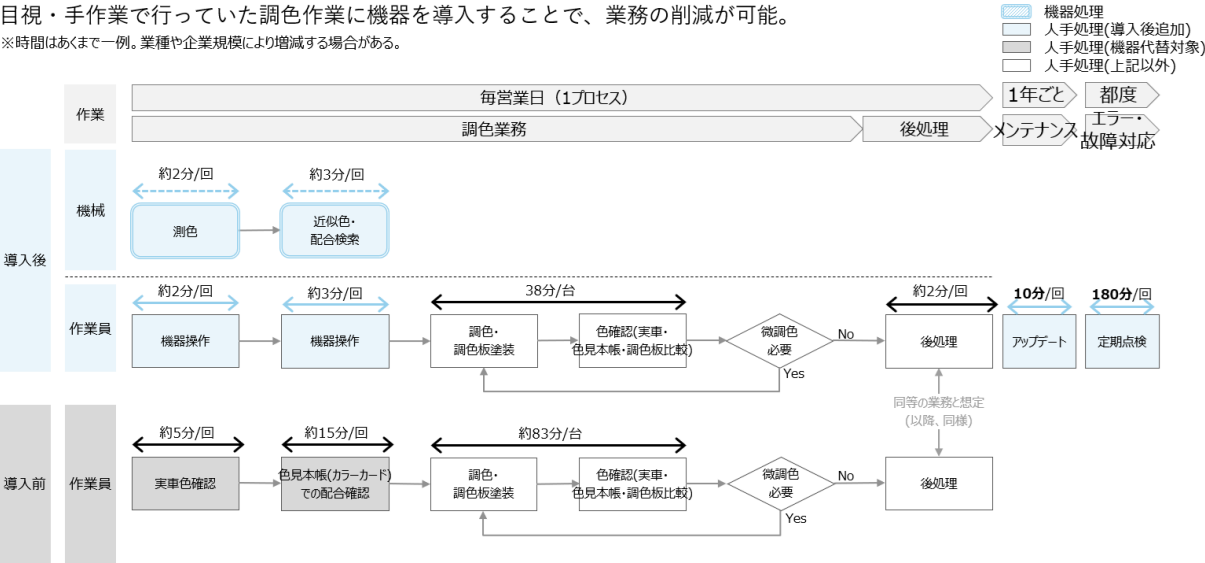 目視・手作業で行っていた調色作業に機器を導入することで、業務の削減が可能。
※時間はあくまで一例。業種や企業規模により増減する場合がある。
機器処理
人手処理(導入後追加)
人手処理(機器代替対象)
人手処理(上記以外)
作業
毎営業日（1プロセス）
1年ごと
都度
調色業務
後処理
メンテナンス
エラー・
故障対応
導入後
機械
約2分/回
約3分/回
測色
近似色・
配合検索
作業員
約2分/回
約3分/回
38分/台
約2分/回
10分/回
180分/回
機器操作
機器操作
調色・
調色板塗装
色確認(実車・
色見本帳・調色板比較)
微調色
必要
No
Yes
後処理
アップデート
定期点検
同等の業務と想定
(以降、同様)
導入前
作業員
約5分/回
約15分/回
約83分/台
実車色確認
色見本帳(カラーカード)
での配合確認
調色・
調色板塗装
色確認(実車・
色見本帳・調色板比較)
微調色
必要
No
Yes
後処理